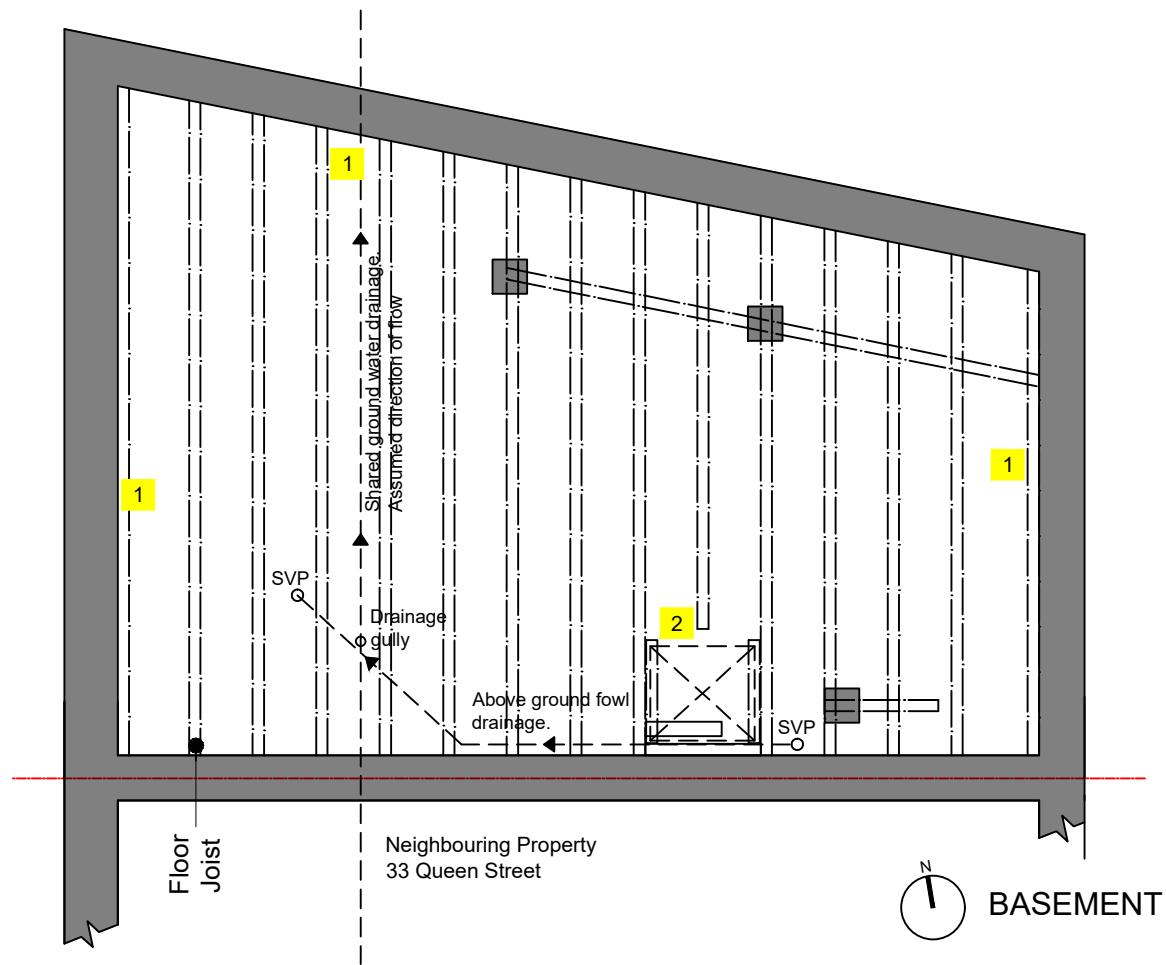 1
Shared ground water drainage.
Assumed direction of flow
1
1
SVP
Drainage
gully
2
Above ground fowl
drainage.
SVP
Floor
Joist
Neighbouring Property
33 Queen Street
N
BASEMENT